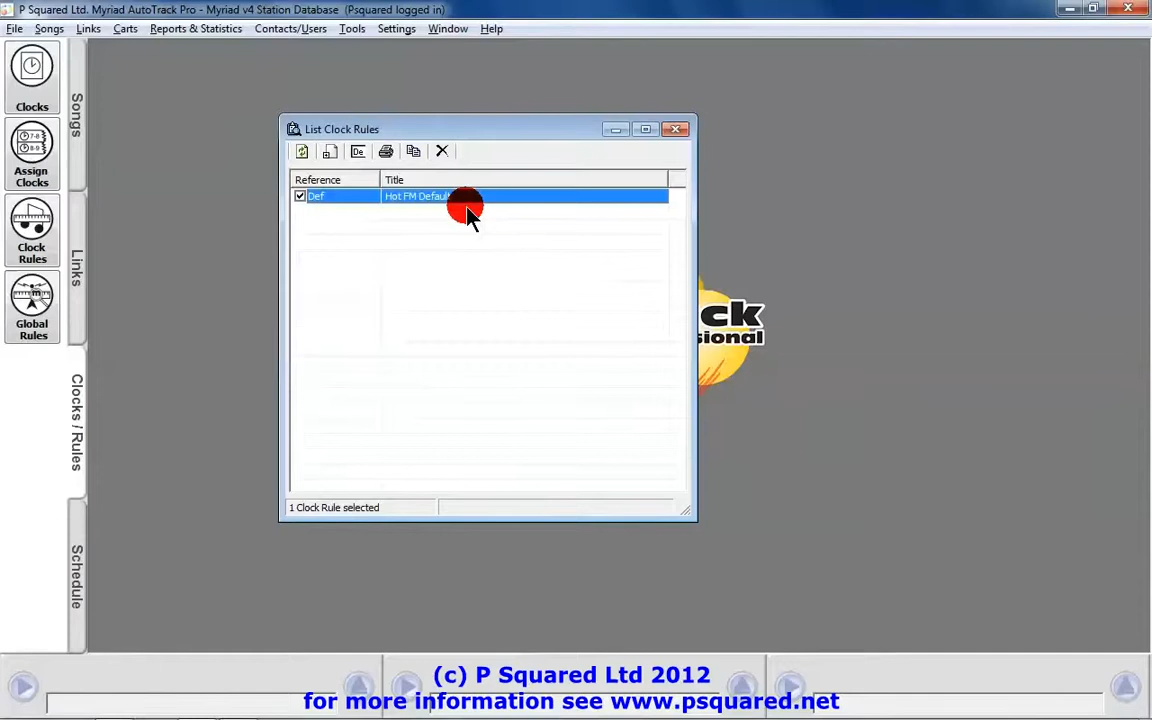 P Squared Ltd. Myriad AutoTrack Pro - Myriad v4 Station Database (Psquared logged in)
File Songs Links Carts Reports & Statistics Contacts/Users Tools Settings Window Help
Clocks
Assign
Clocks
Clock
Rules
Global
Rules
Songs
Links
Clocks / Rules
Schedule
List Clock Rules
De
Reference Title
Def Hot FM
1 Clock Rule selected
(c) P Squared Ltd 2012
for more information see www.psquared.net